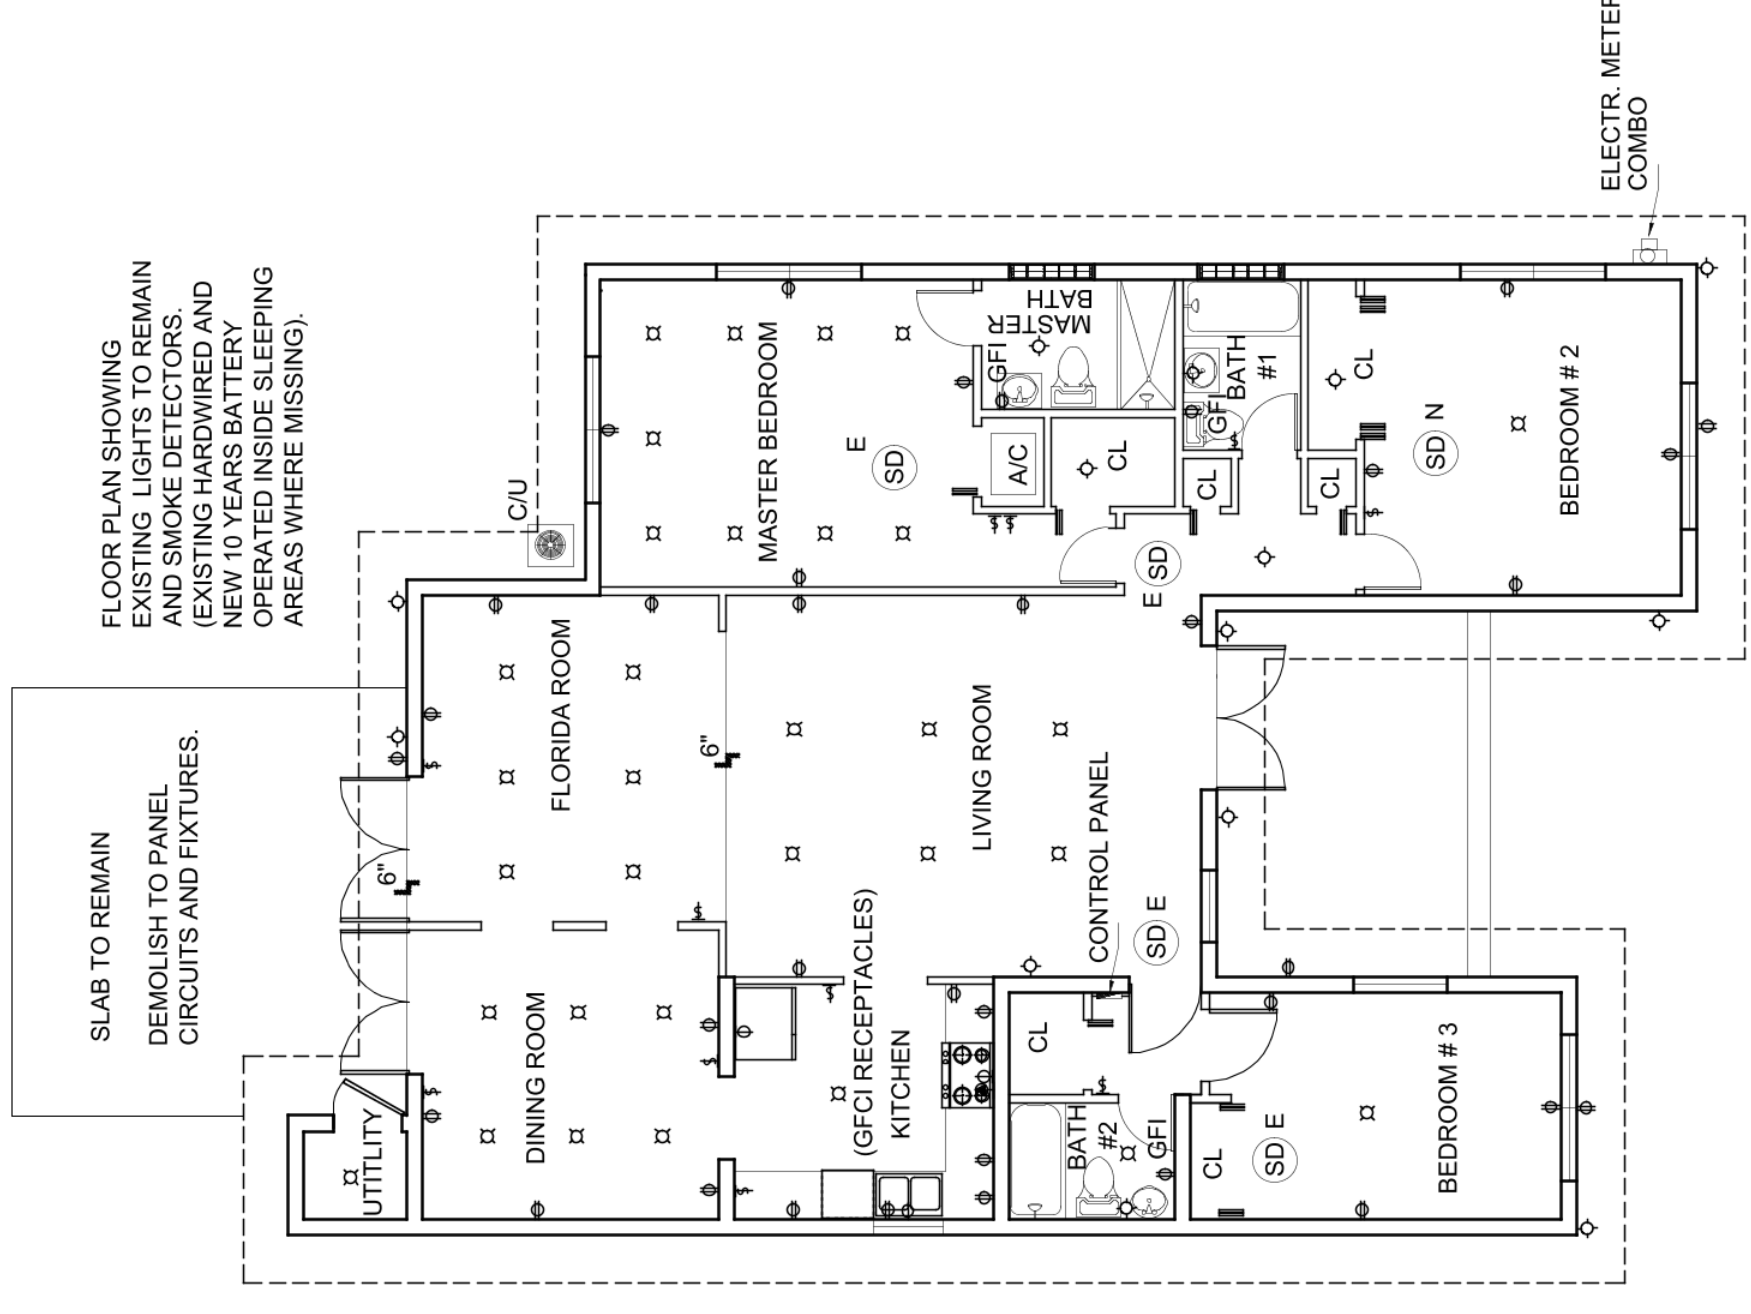 FLOOR PLAN SHOWING
EXISTING LIGHTS TO REMAIN
AND SMOKE DETECTORS.
(EXISTING HARDWIRED AND
NEW 10 YEARS BATTERY
OPERATED INSIDE SLEEPING
AREAS WHERE MISSING).
SLAB TO REMAIN
DEMOLISH TO PANEL
CIRCUITS AND FIXTURES.
ELECTR. METER
COMBO
C/U
UTITLITY
6"
DINING ROOM
FLORIDA ROOM
6"
MASTER BEDROOM
E
SD
GFI
MASTER
BATH
A/C
CL
(GFCI RECEPTACLES)
KITCHEN
LIVING ROOM
CONTROL PANEL
CL
BATH
#2
GFI
SD E
E SD
CL
GFI
BATH
#1
CL
CL
CL
SD E
BEDROOM # 3
SD N
BEDROOM # 2
$
$
$
$
$
$
$
$ $
$
$
$